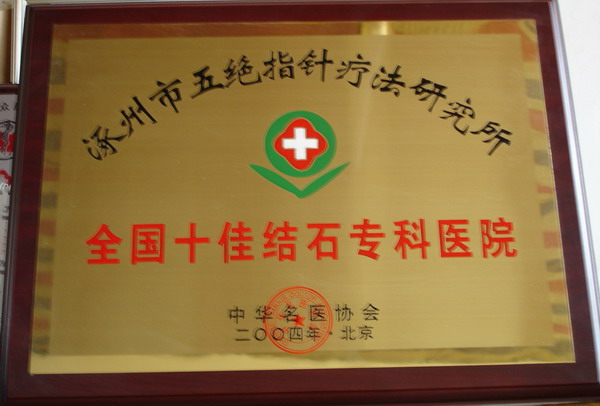 涿州市五绝指针疗法研究所
全国十佳结石专科医院
中华名医协会
二〇〇四年·北京